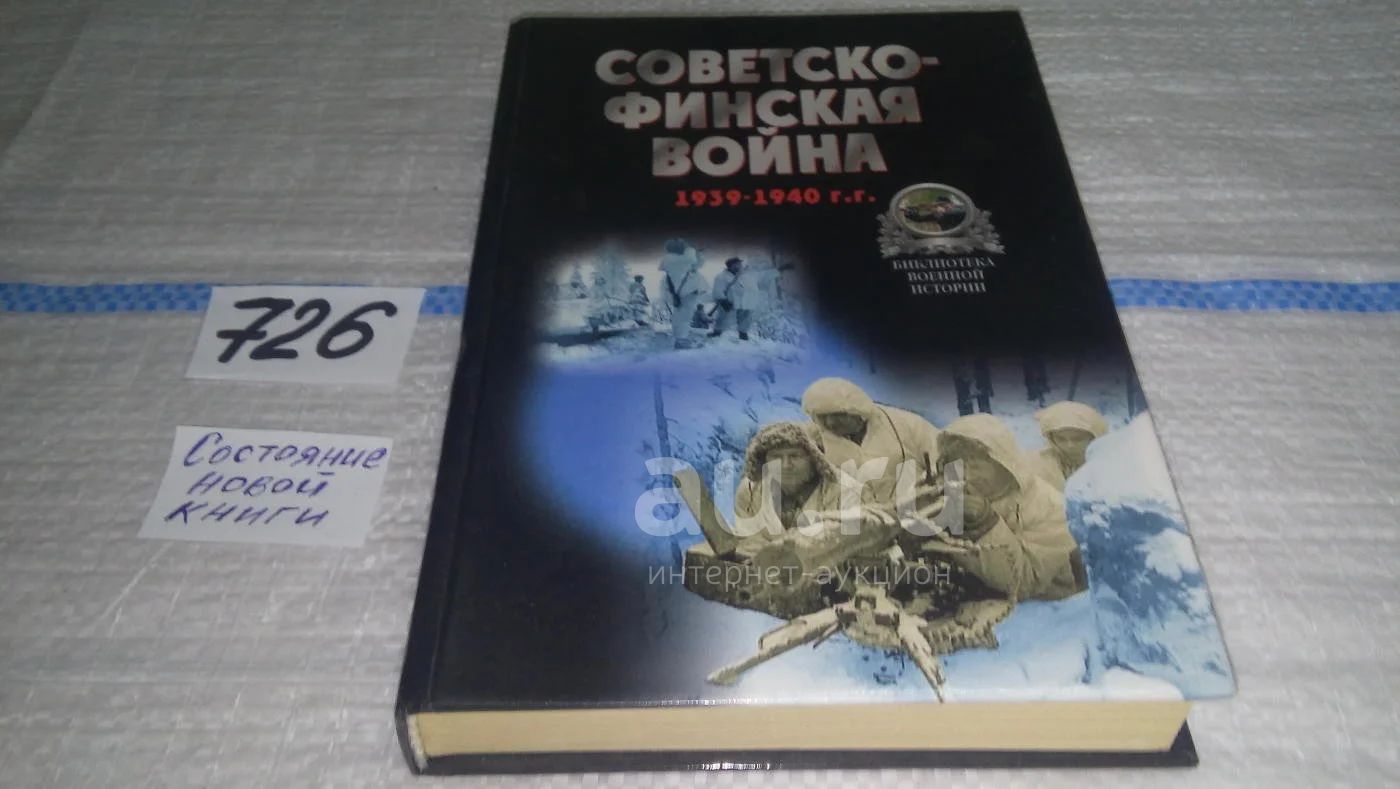 СОВЕТСКО-
ФИНСКАЯ
ВОЙНА
1939-1940 г.г.
БИБЛИОТЕКА
ВОЕННОЙ
ИСТОРИИ
726
Состояние
новой
книги
au.ru
интернет-аукцион